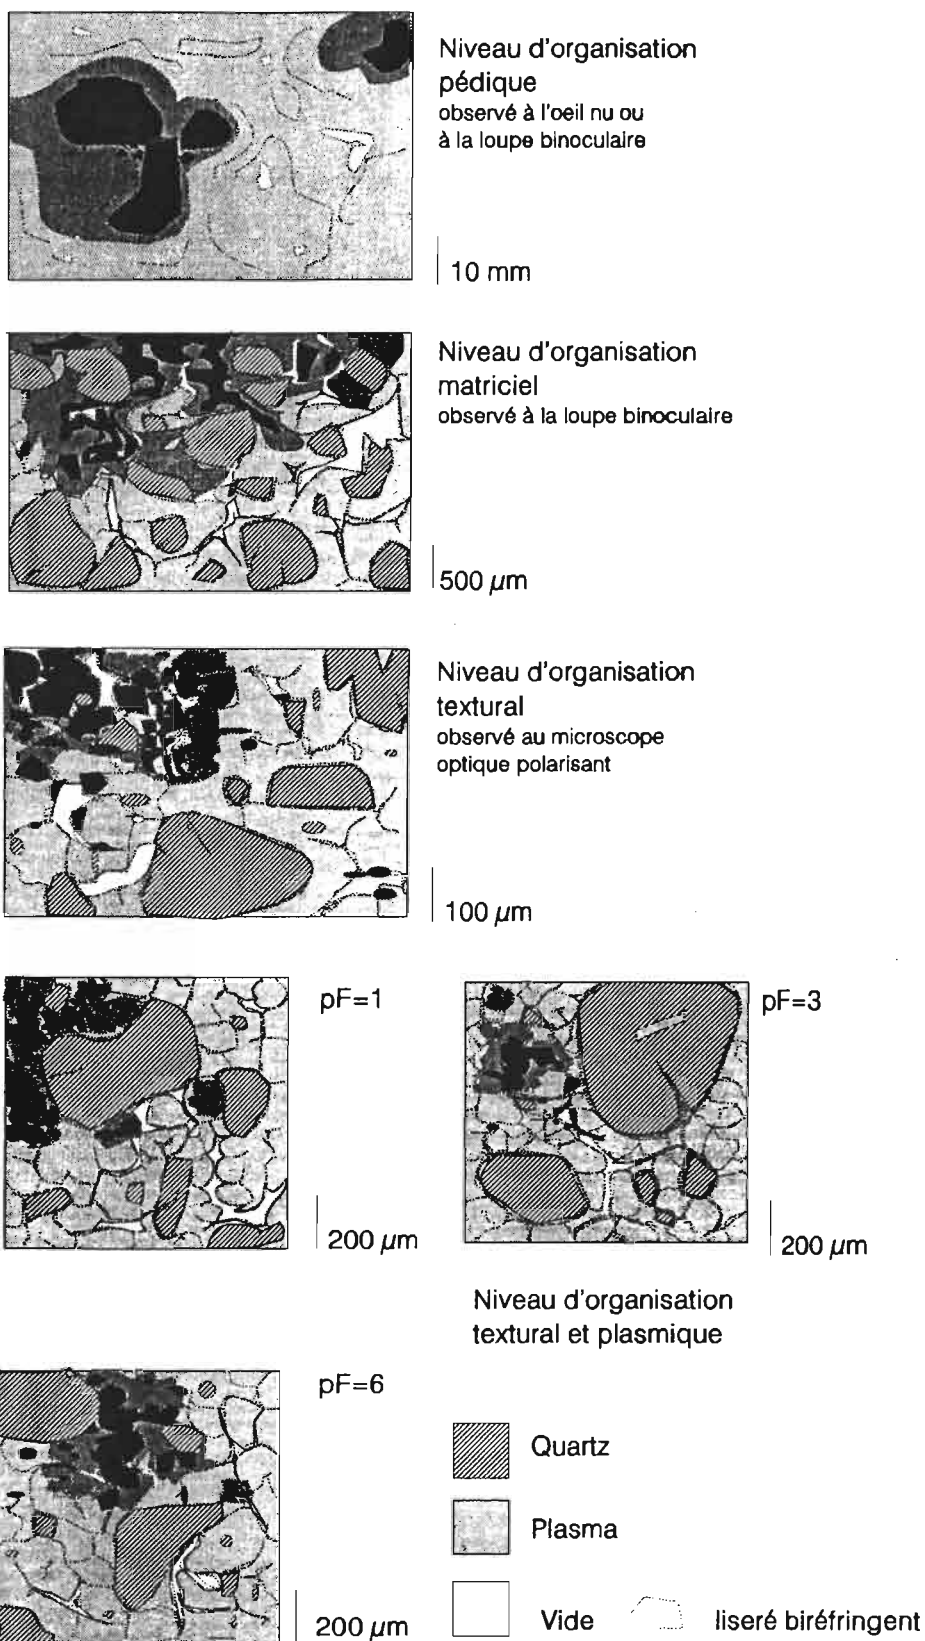 Niveau d'organisation
pédique
observé à l'oeil nu ou
à la loupe binoculaire
10 mm
Niveau d'organisation
matriciel
observé à la loupe binoculaire
500 µm
Niveau d'organisation
textural
observé au microscope
optique polarisant
100 µm
pF=1
200 µm
pF=3
200 µm
Niveau d'organisation
textural et plasmique
pF=6
200 µm
Quartz
Plasma
Vide
liseré biréfringent